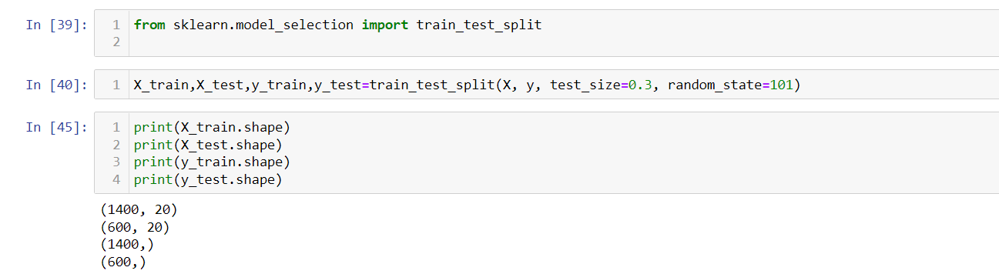 In [39]:
1 from sklearn.model_selection import train_test_split
2
In [40]:
1 X_train,X_test,y_train,y_test=train_test_split(X, y, test_size=0.3, random_state=101)
In [45]:
1 print(X_train.shape)
2 print(X_test.shape)
3 print(y_train.shape)
4 print(y_test.shape)
(1400, 20)
(600, 20)
(1400,)
(600,)